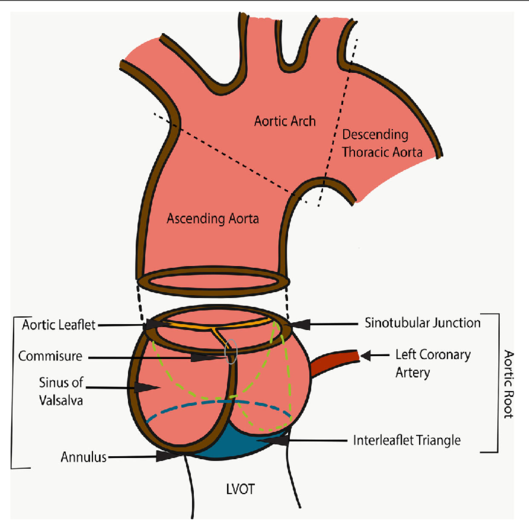 Aortic Arch
Descending
Thoracic Aorta
Ascending Aorta
Aortic Leaflet
Sinotubular Junction
Commisure
Left Coronary
Artery
Sinus of
Valsalva
Aortic Root
Interleaflet Triangle
Annulus
LVOT